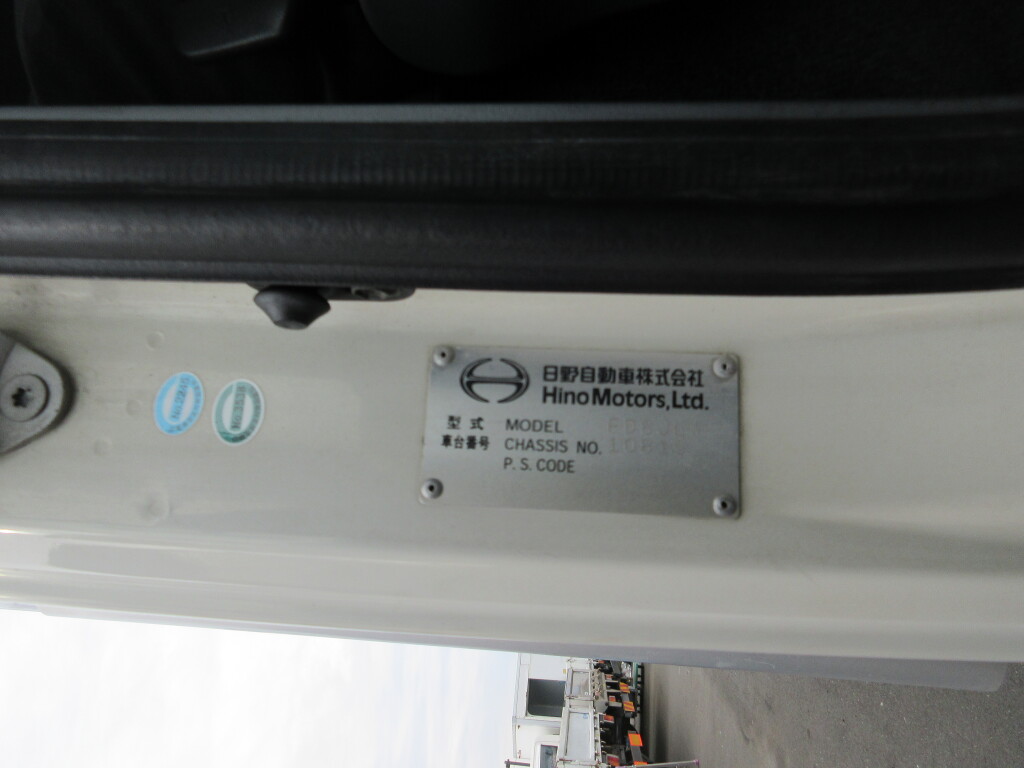 日野自動車株式会社
Hino Motors, Ltd.
型式 MODEL
車台番号 CHASSIS NO.
P. S. CODE